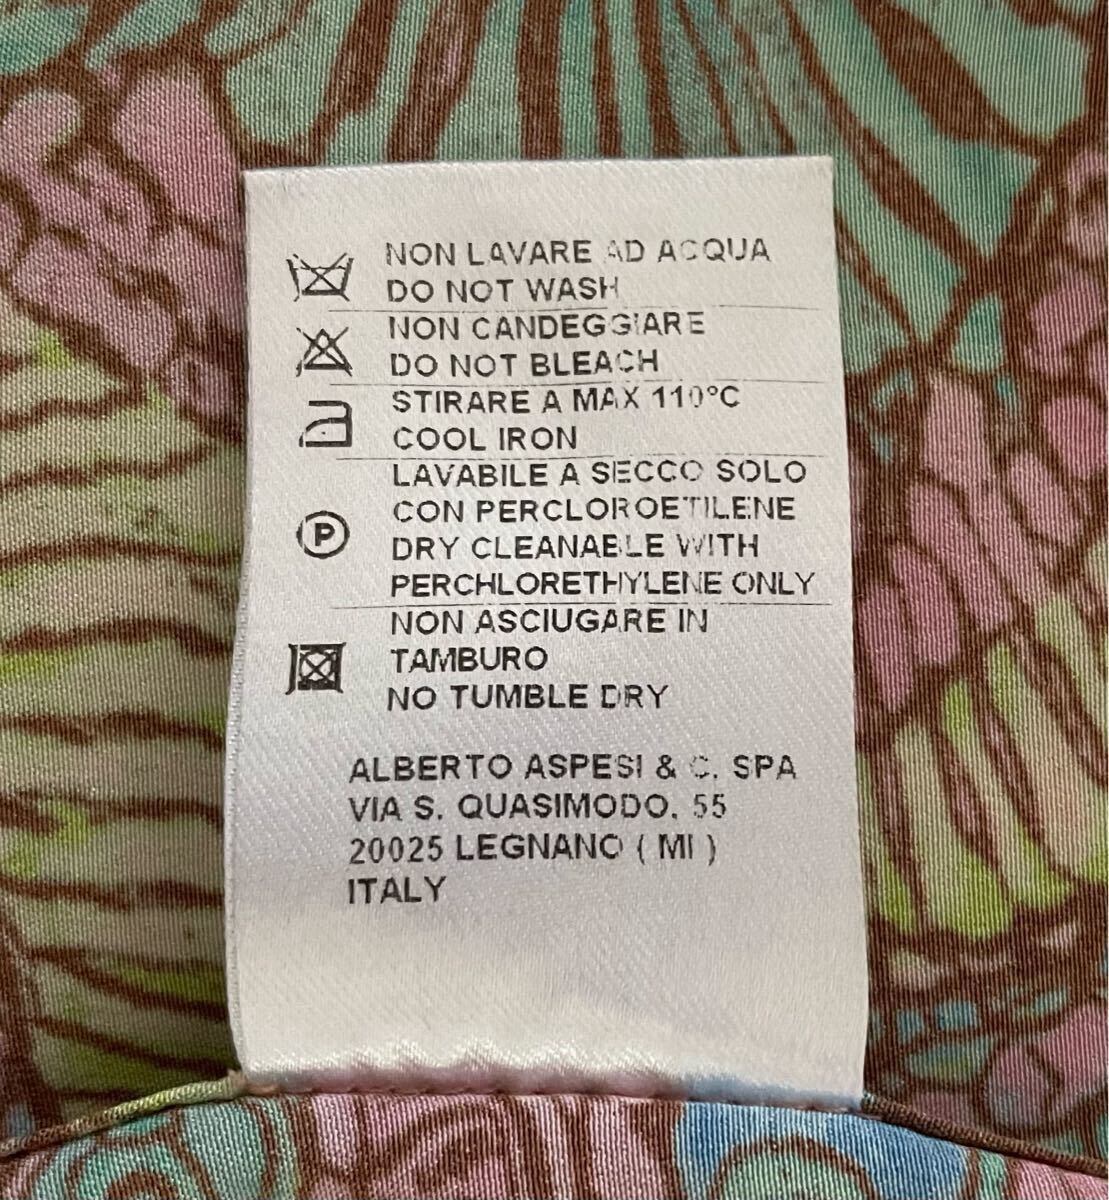 NON LAVARE AD ACQUA
DO NOT WASH
NON CANDEGGIARE
DO NOT BLEACH
STIRARE A MAX 110°C
COOL IRON
LAVABILE A SECCO SOLO
CON PERCLOROETILENE
P
DRY CLEANABLE WITH
PERCHLORETHYLENE ONLY
NON ASCIUGARE IN
TAMBURO
NO TUMBLE DRY
ALBERTO ASPESI & C. SPA
VIA S. QUASIMODO, 55
20025 LEGNANO ( MI )
ITALY